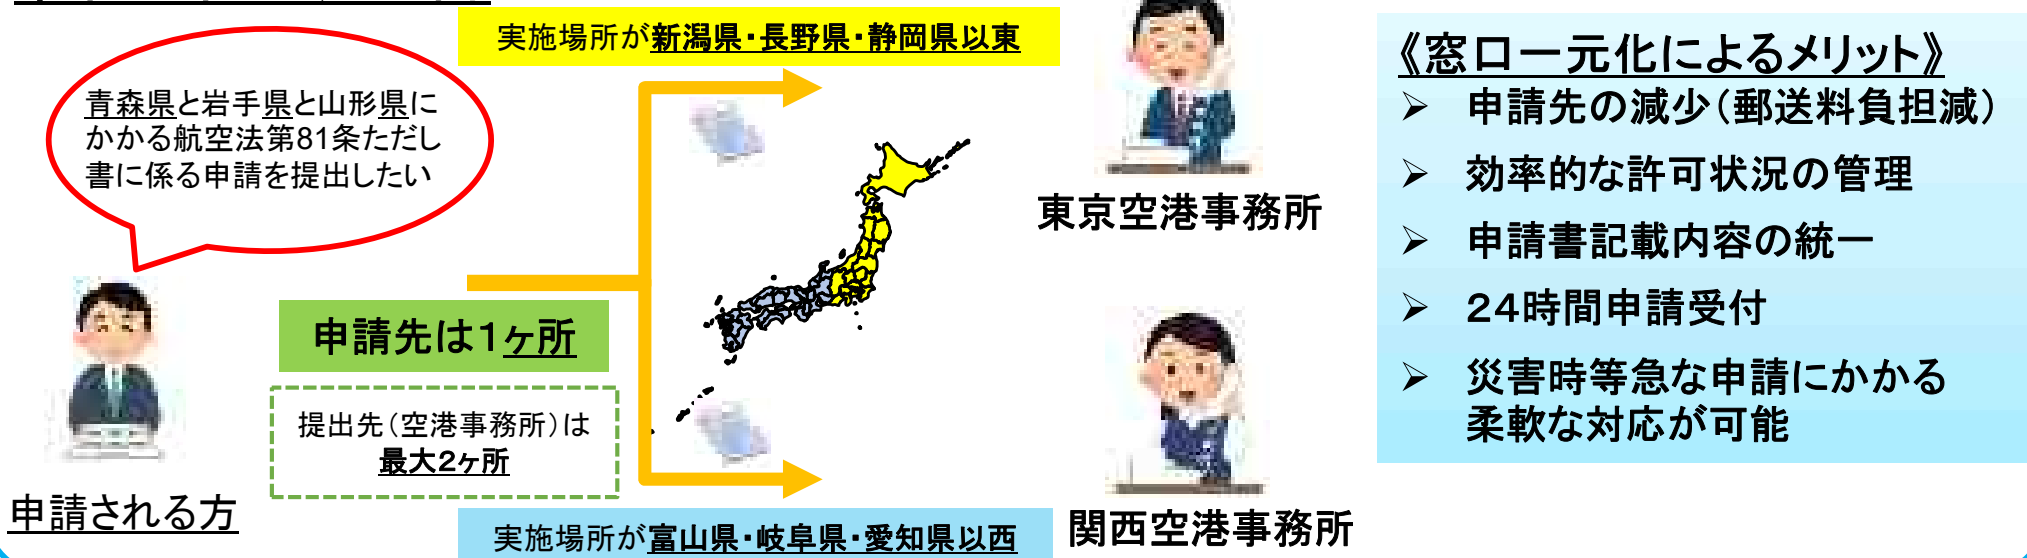 実施場所が新潟県・長野県・静岡県以東
青森県と岩手県と山形県に
かかる航空法第81条ただし
書に係る申請を提出したい
申請される方
申請先は1ヶ所
提出先（空港事務所）は
最大2ヶ所
東京空港事務所
関西空港事務所
実施場所が富山県・岐阜県・愛知県以西
《窓口一元化によるメリット》
➢ 申請先の減少（郵送料負担減）
➢ 効率的な許可状況の管理
➢ 申請書記載内容の統一
➢ 24時間申請受付
➢ 災害時等急な申請にかかる
柔軟な対応が可能